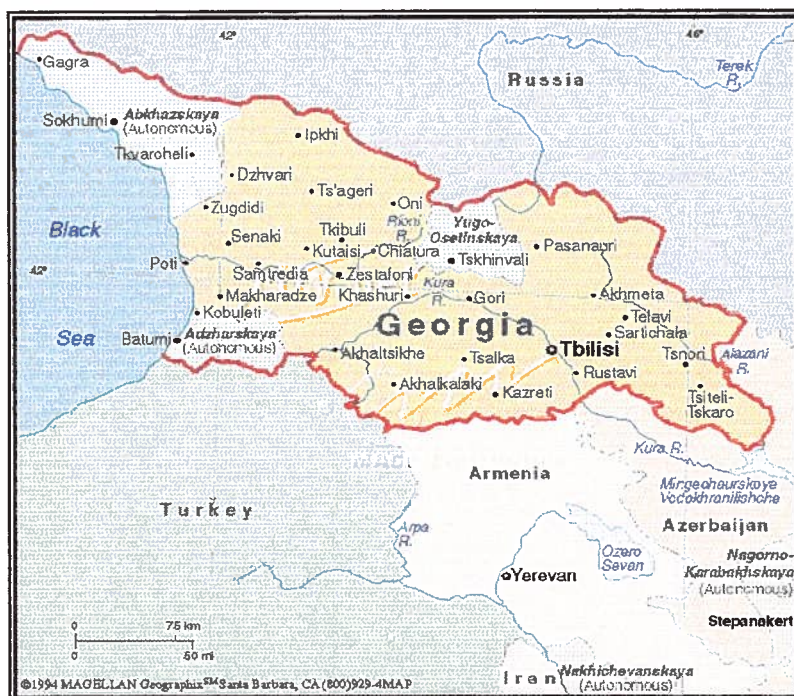 42°
46°
Gagra
Russia
Terek
R.
Sokhumi
Abkhazskaya
(Autonomous)
Ipkhi
Tkvaroheli
Dzhvari
Ts'ageri
Oni
Zugdidi
Rioni
R.
Yugo-
Osetinskaya
Black
Senaki
Tkibuli
Kutaisi
Chiatura
Tskhinvali
Pasanauri
42°
Poti
Samtredia
Zestafoni
Makharadze
Khashuri
Kura
R.
Gori
Akhmeta
Kobuleti
Georgia
Telavi
Sartichala
Sea
Batumi
Adzharskaya
(Autonomous)
Akhaltsikhe
Tsalka
Tbilisi
Tsnori
Alazani
R.
Rustavi
Akhalkalaki
Kazreti
Tsiteli-
Tskaro
Kura R.
Armenia
Mingechaurskoye
Vodokhranilishche
Turkey
Azerbaijan
Arpa
R.
Ozero
Sevan
Nagorno-
Karabakhskaya
(Autonomous)
Yerevan
Stepanakert
0 75 km
0 50 mi
Iran
Nakhichevanskaya
(Autonomous)
©1994 MAGELLAN Geographix℠ Santa Barbara, CA (800)929-4MAP